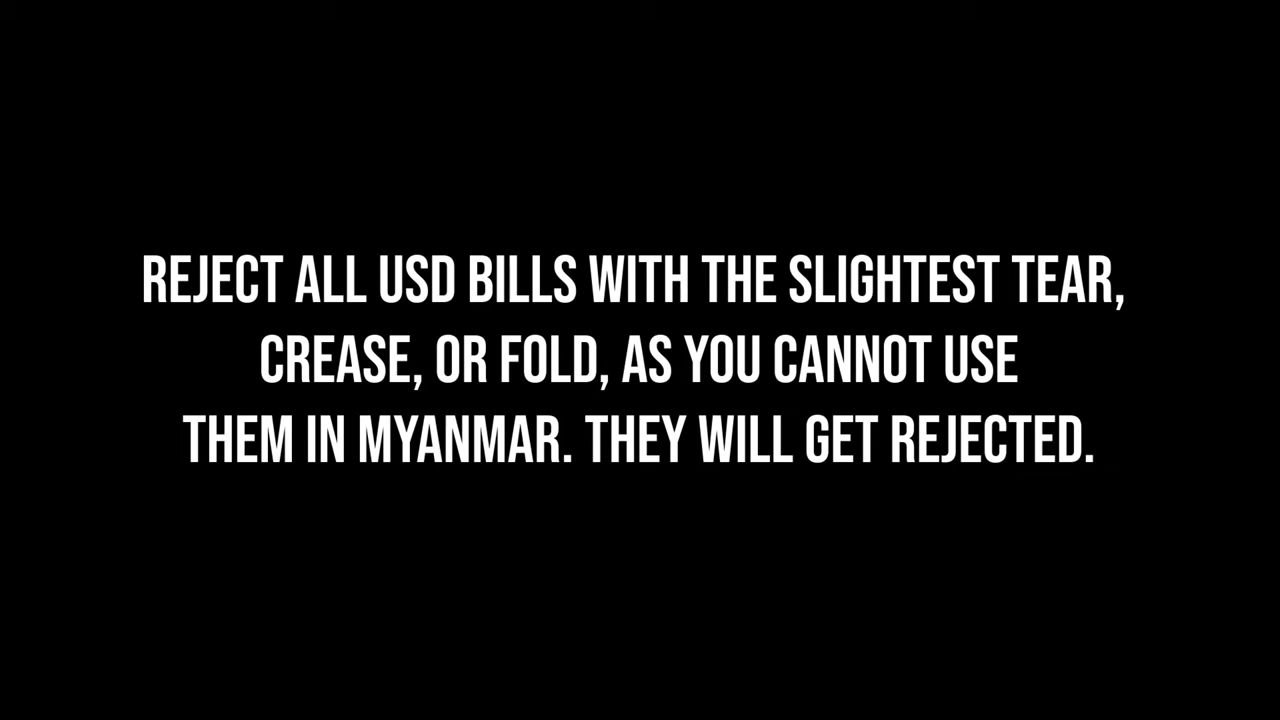 REJECT ALL USD BILLS WITH THE SLIGHTEST TEAR,
CREASE, OR FOLD, AS YOU CANNOT USE
THEM IN MYANMAR. THEY WILL GET REJECTED.